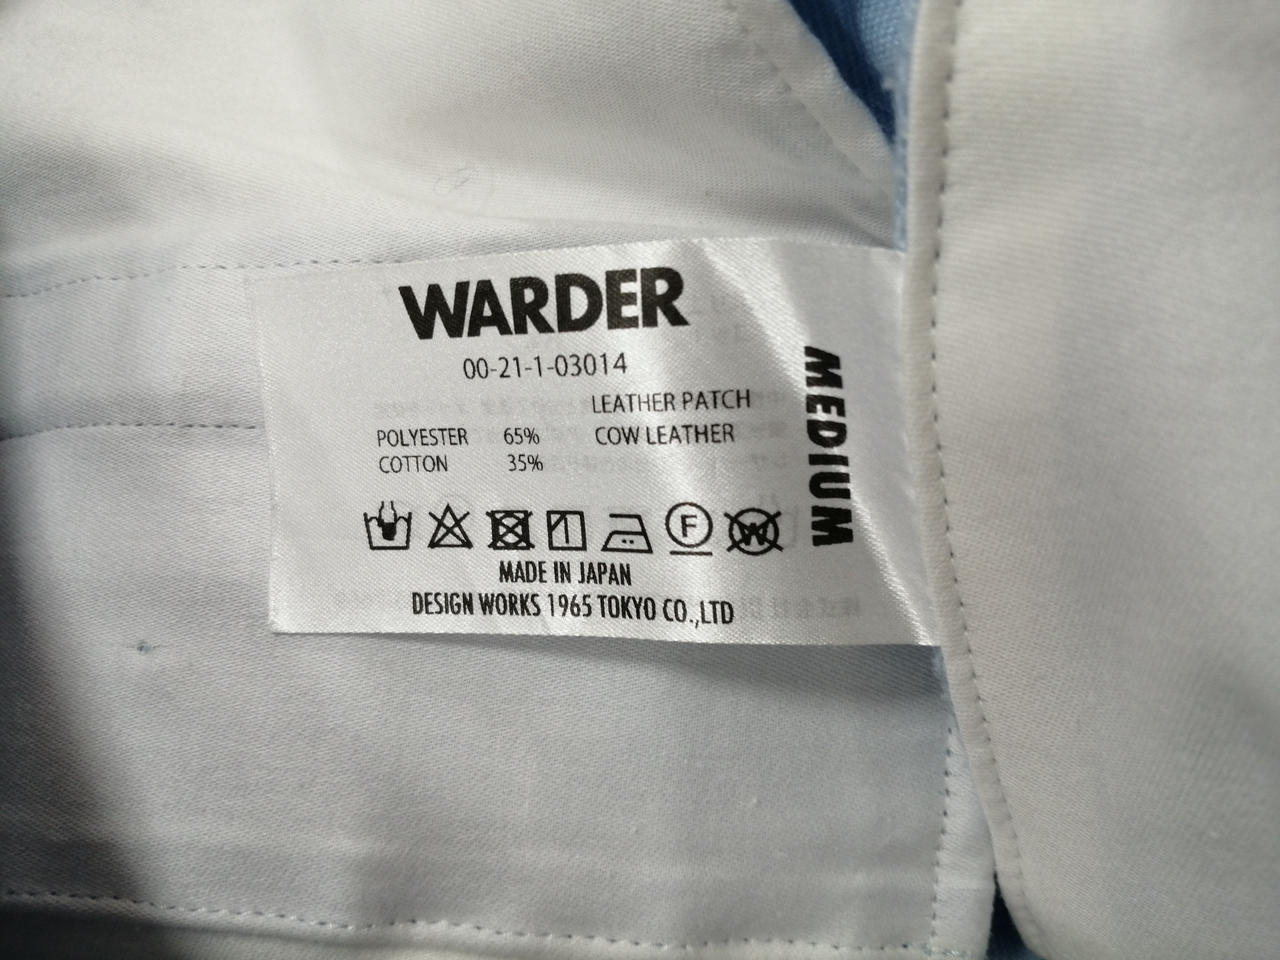 WARDER
00-21-1-03014
LEATHER PATCH
POLYESTER 65% COW LEATHER
COTTON 35%
F W
MADE IN JAPAN
DESIGN WORKS 1965 TOKYO CO.,LTD
MEDIUM